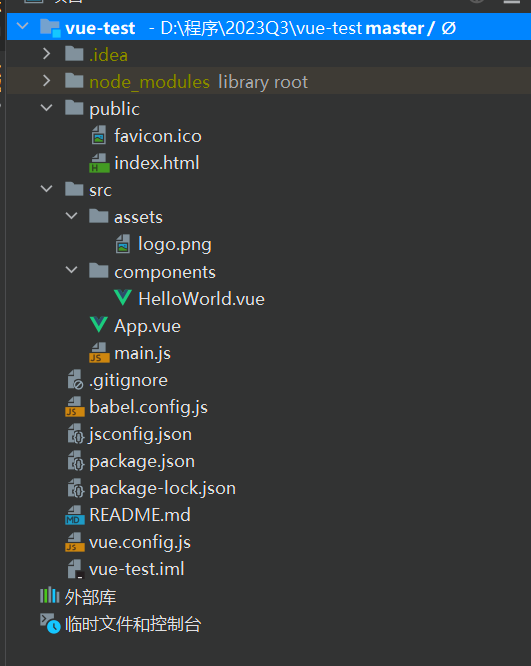 vue-test - D:\程序\2023Q3\vue-test master / Ø
.idea
node_modules library root
public
favicon.ico
index.html
src
assets
logo.png
components
HelloWorld.vue
App.vue
main.js
.gitignore
babel.config.js
jsconfig.json
package.json
package-lock.json
README.md
vue.config.js
vue-test.iml
外部库
临时文件和控制台